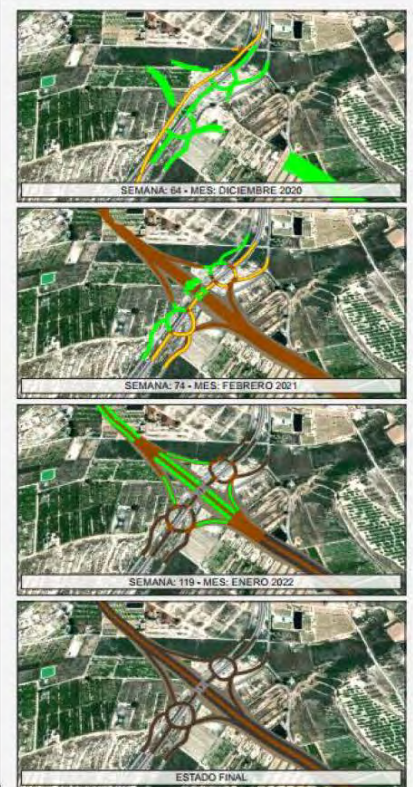 SEMANA: 64 - MES: DICIEMBRE 2020
SEMANA: 74 - MES: FEBRERO 2021
SEMANA: 119 - MES: ENERO 2022
ESTADO FINAL